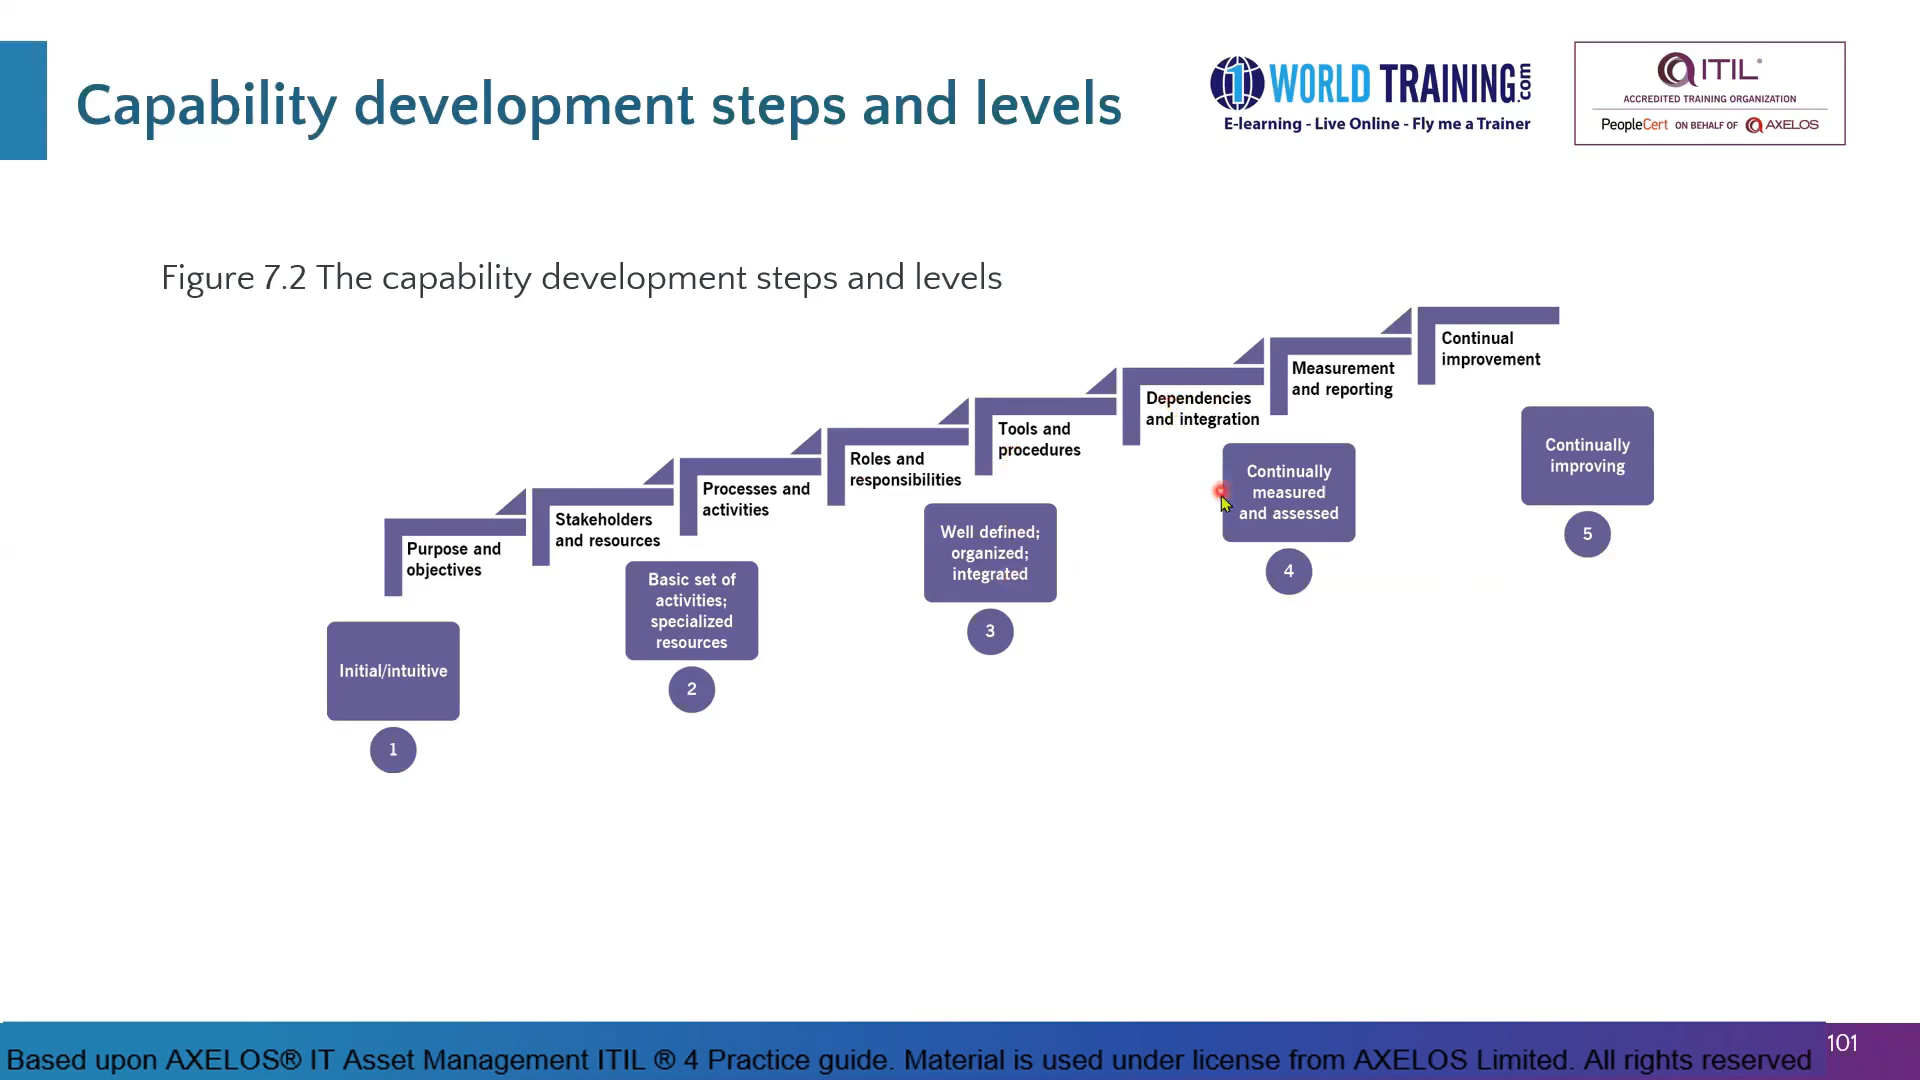 Capability development steps and levels
1 WORLD TRAINING.com
E-learning - Live Online - Fly me a Trainer
ITIL®
ACCREDITED TRAINING ORGANIZATION
PeopleCert ON BEHALF OF AXELOS
Figure 7.2 The capability development steps and levels
Purpose and
objectives
Stakeholders
and resources
Processes and
activities
Roles and
responsibilities
Tools and
procedures
Dependencies
and integration
Measurement
and reporting
Continual
improvement
Initial/intuitive
1
Basic set of
activities;
specialized
resources
2
Well defined;
organized;
integrated
3
Continually
measured
and assessed
4
Continually
improving
5
Based upon AXELOS® IT Asset Management ITIL ® 4 Practice guide. Material is used under license from AXELOS Limited. All rights reserved
101